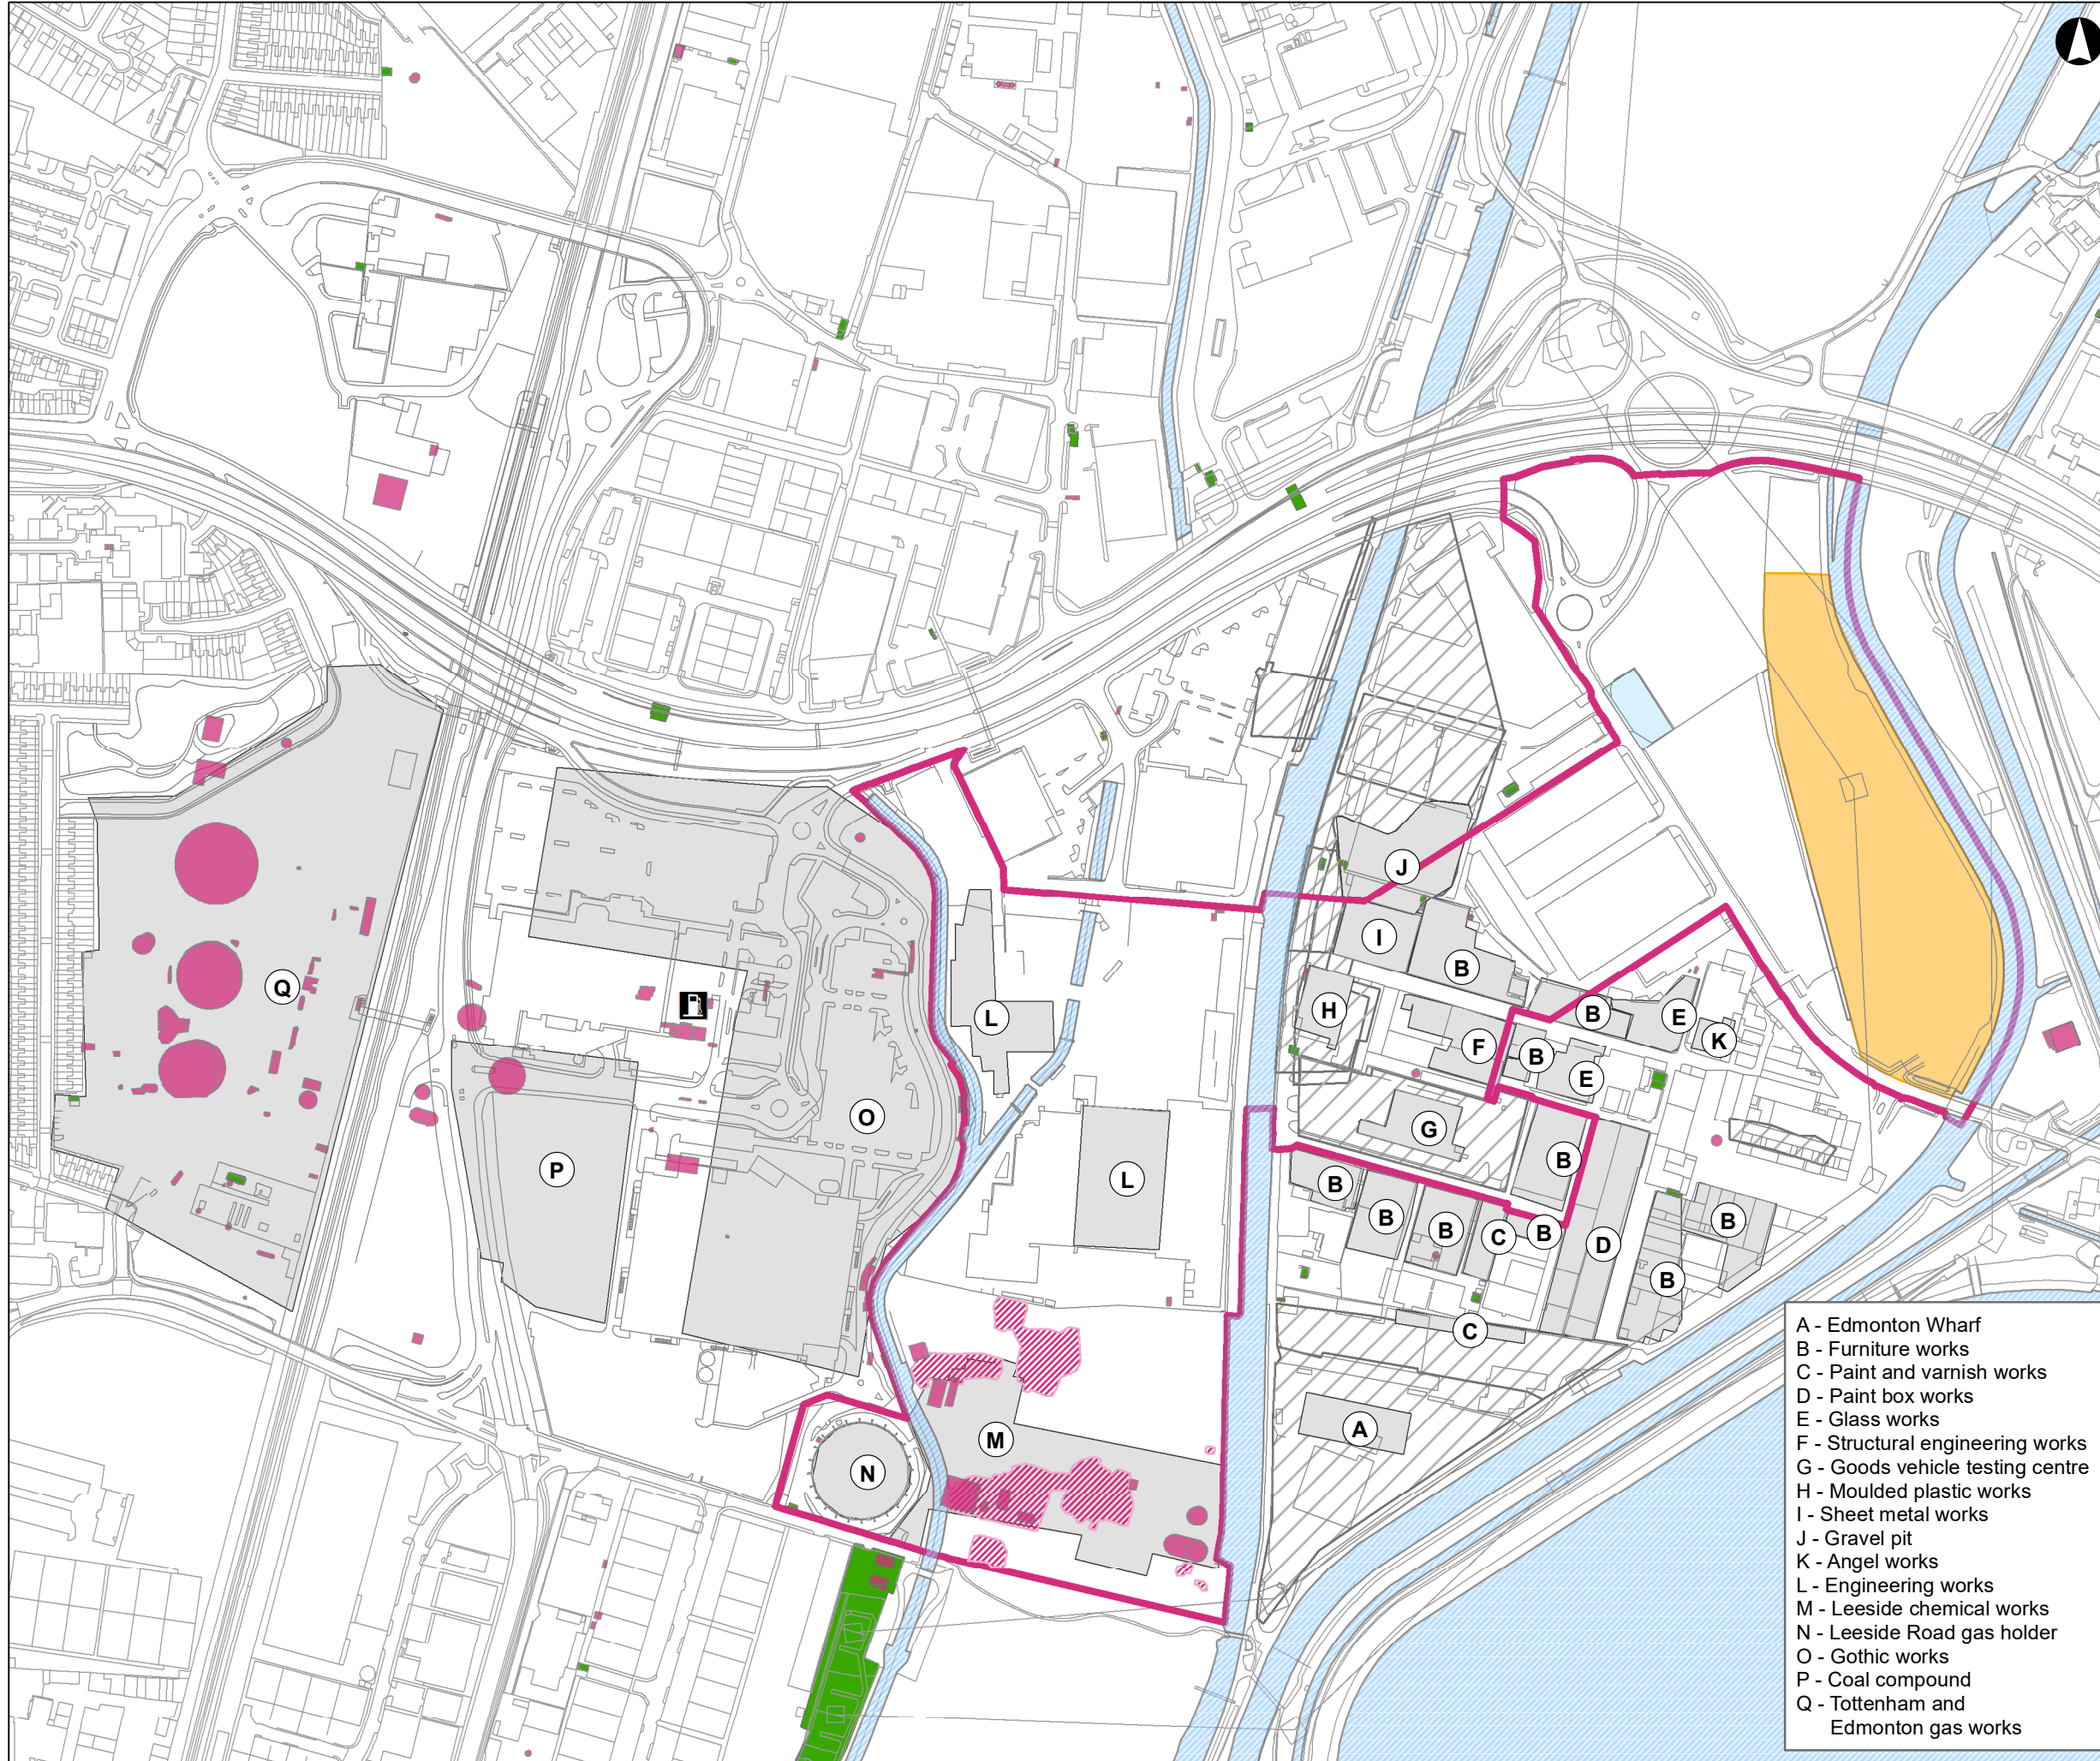 J
I
B
H
B
E
K
F
B
E
Q
L
O
G
P
L
B
B
B
B
C
B
D
B
B
C
A
M
N
A - Edmonton Wharf
B - Furniture works
C - Paint and varnish works
D - Paint box works
E - Glass works
F - Structural engineering works
G - Goods vehicle testing centre
H - Moulded plastic works
I - Sheet metal works
J - Gravel pit
K - Angel works
L - Engineering works
M - Leeside chemical works
N - Leeside Road gas holder
O - Gothic works
P - Coal compound
Q - Tottenham and
Edmonton gas works